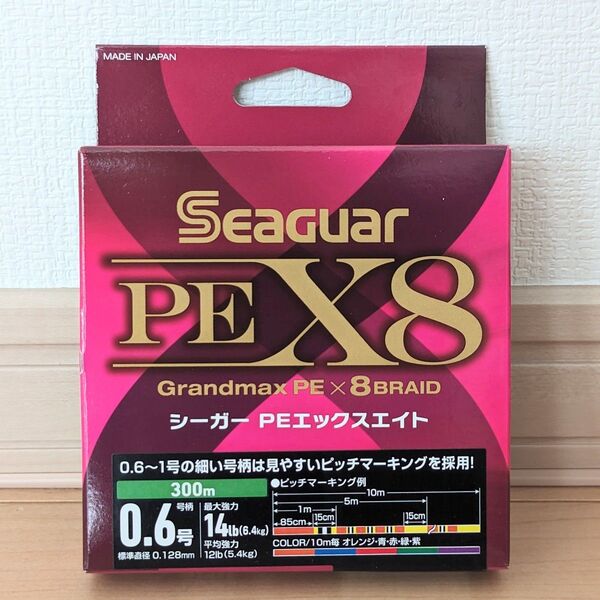 MADE IN JAPAN
Seaguar
PE X8
Grandmax PE×8BRAID
シーガー PEエックスエイト
0.6~1号の細い号柄は見やすいピッチマーキングを採用!
300m
号柄
0.6号
標準直径 0.128mm
最大強力
14lb(6.4kg)
平均強力
12lb(5.4kg)
●ピッチマーキング例
10m
5m
1m
85cm
15cm
15cm
COLOR/10m毎 オレンジ・青・赤・緑・紫